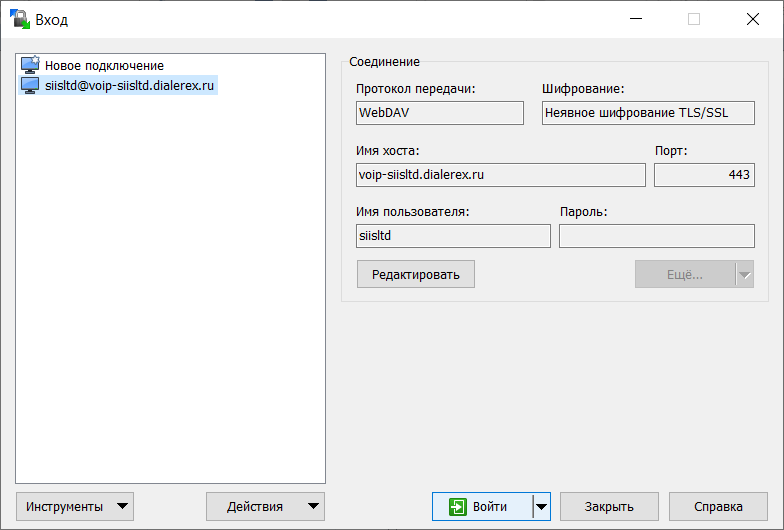 Вход
Новое подключение
siisltd@voip-siisltd.dialerex.ru
Соединение
Протокол передачи: Шифрование:
WebDAV Неявное шифрование TLS/SSL
Имя хоста: Порт:
voip-siisltd.dialerex.ru 443
Имя пользователя: Пароль:
siisltd
Редактировать Ещё...
Инструменты Действия Войти Закрыть Справка